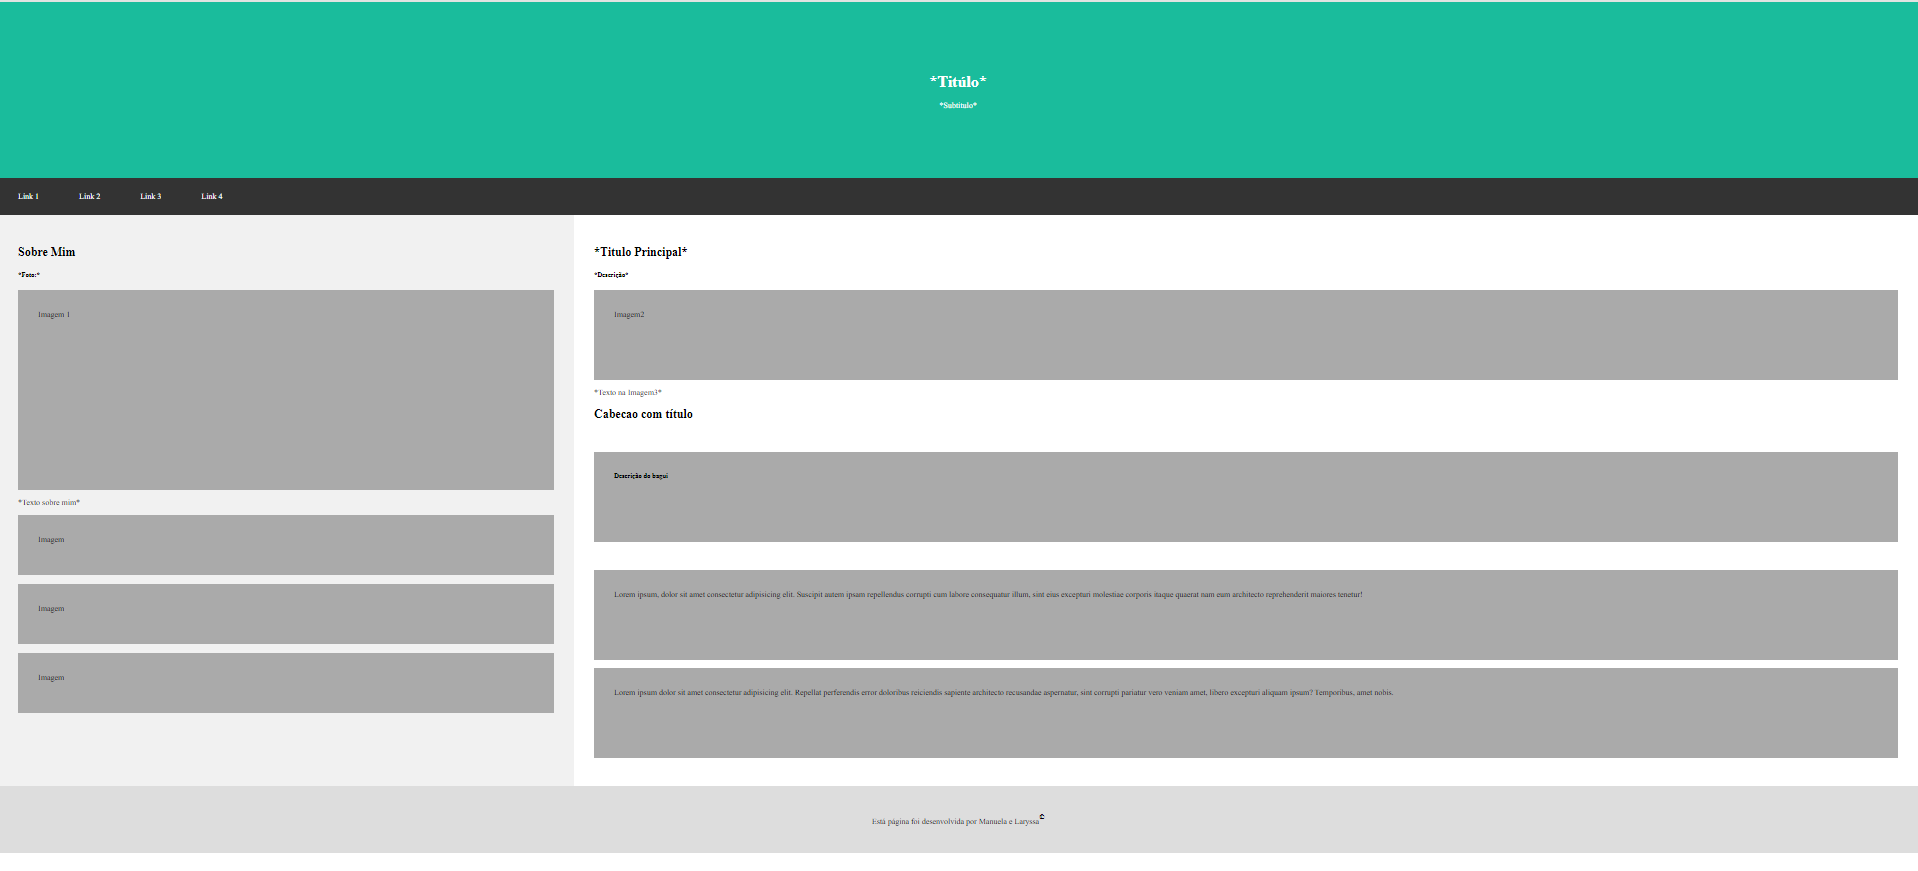 *Titúlo*
*Subtitulo*
Link 1
Link 2
Link 3
Link 4
Sobre Mim
*Foto:*
Imagem 1
*Texto sobre mim*
Imagem
Imagem
Imagem
*Titulo Principal*
*Descrição*
Imagem2
*Texto na Imagem3*
Cabecao com título
Descrição do bagui
Lorem ipsum, dolor sit amet consectetur adipisicing elit. Suscipit autem ipsam repellendus corrupti cum labore consequatur illum, sint eius excepturi molestiae corporis itaque quaerat nam eum architecto reprehenderit maiores tenetur!
Lorem ipsum dolor sit amet consectetur adipisicing elit. Repellat perferendis error doloribus reiciendis sapiente architecto recusandae aspernatur, sint corrupti pariatur vero veniam amet, libero excepturi aliquam ipsum? Temporibus, amet nobis.
Está página foi desenvolvida por Manuela e Laryssa©